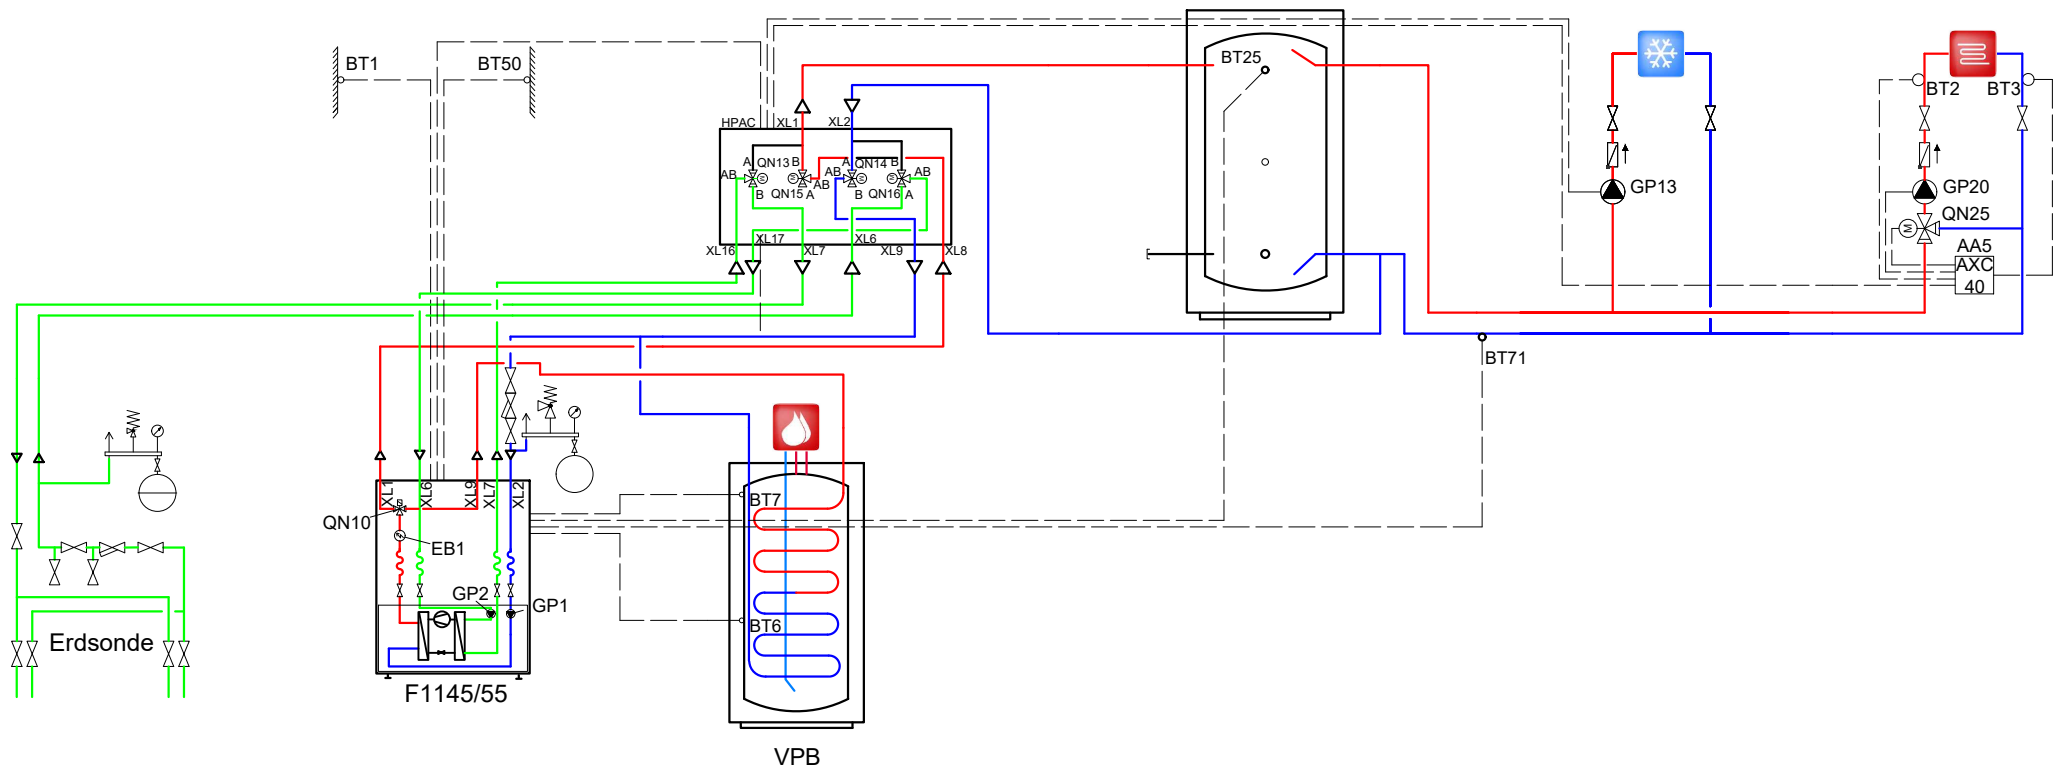 BT1
BT50
BT25
BT2
BT3
HPAC
XL1
XL2
A
QN13
B
A
QN14
B
AB
AB
AB
AB
B
QN15
A
B
QN16
A
GP13
GP20
QN25
M
AA5
AXC
40
XL16
XL17
XL7
XL6
XL9
XL8
BT71
XL1
XL6
XL9
XL7
XL2
QN10
EB1
GP2
GP1
BT7
BT6
Erdsonde
F1145/55
VPB